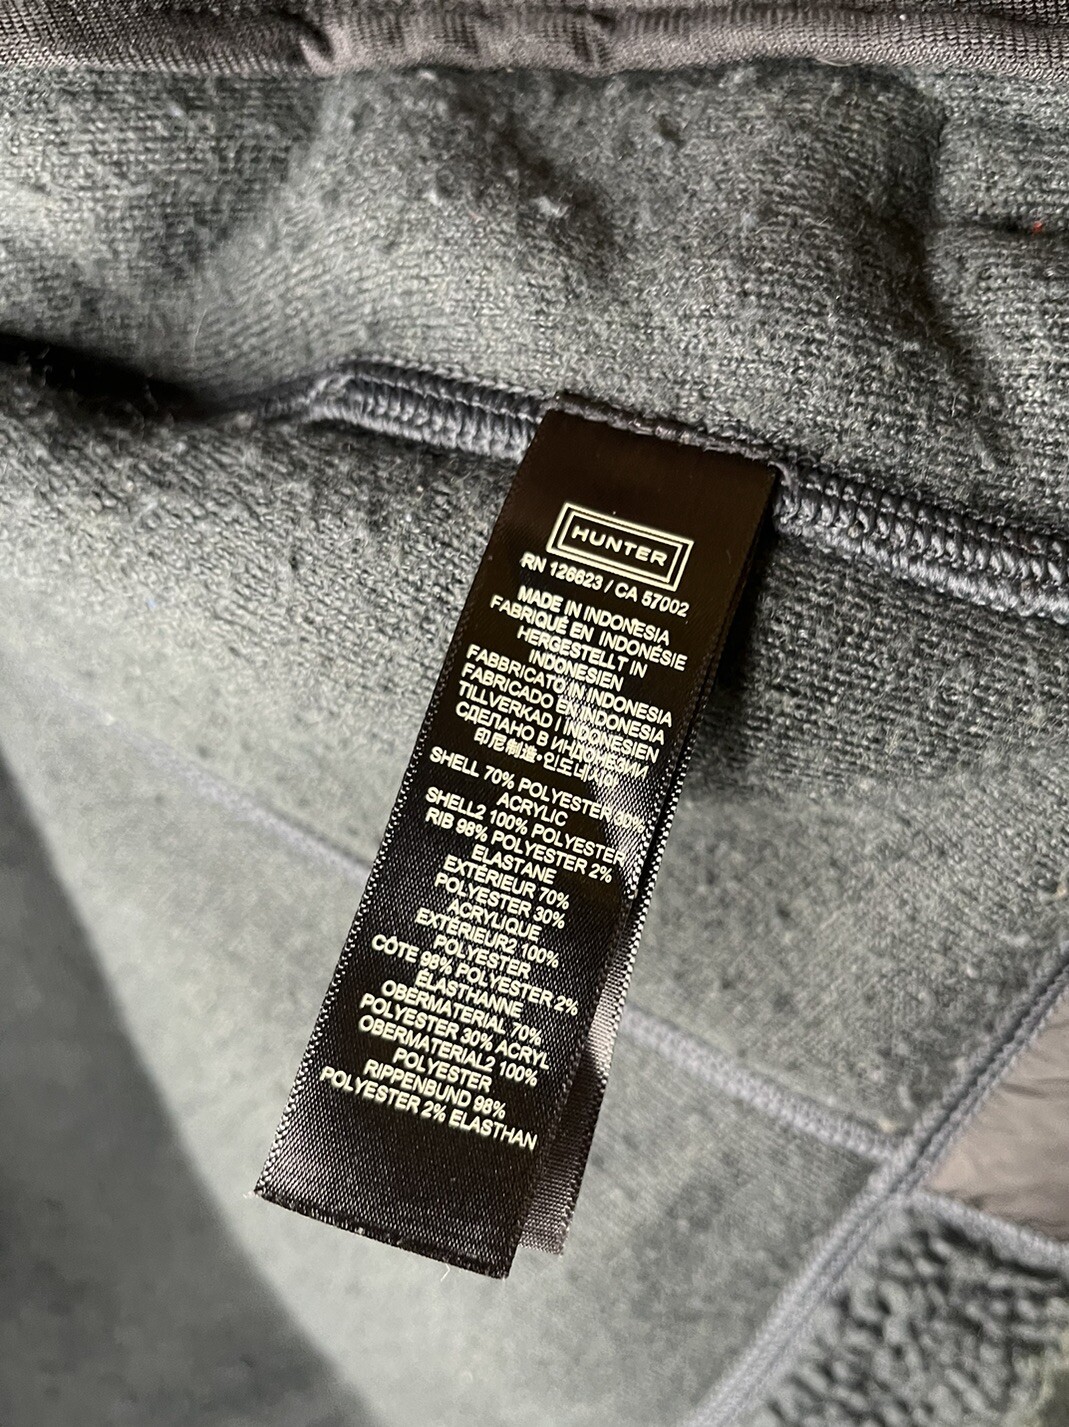 HUNTER
RN 126623 / CA 57002
MADE IN INDONESIA
FABRIQUÉ EN INDONÉSIE
HERGESTELLT IN
INDONESIEN
FABBRICATO IN INDONESIA
FABRICADO EN INDONESIA
TILLVERKAD I INDONESIEN
СДЕЛАНО В ИНДОНЕЗИИ
印尼制造•인도네시아
SHELL 70% POLYESTER 30%
ACRYLIC
SHELL2 100% POLYESTER
RIB 98% POLYESTER 2%
ELASTANE
EXTÉRIEUR 70%
POLYESTER 30%
ACRYLIQUE
EXTÉRIEUR2 100%
POLYESTER
CÔTE 98% POLYESTER 2%
ÉLASTHANNE
OBERMATERIAL 70%
POLYESTER 30% ACRYL
OBERMATERIAL2 100%
POLYESTER
RIPPENBUND 98%
POLYESTER 2% ELASTHAN